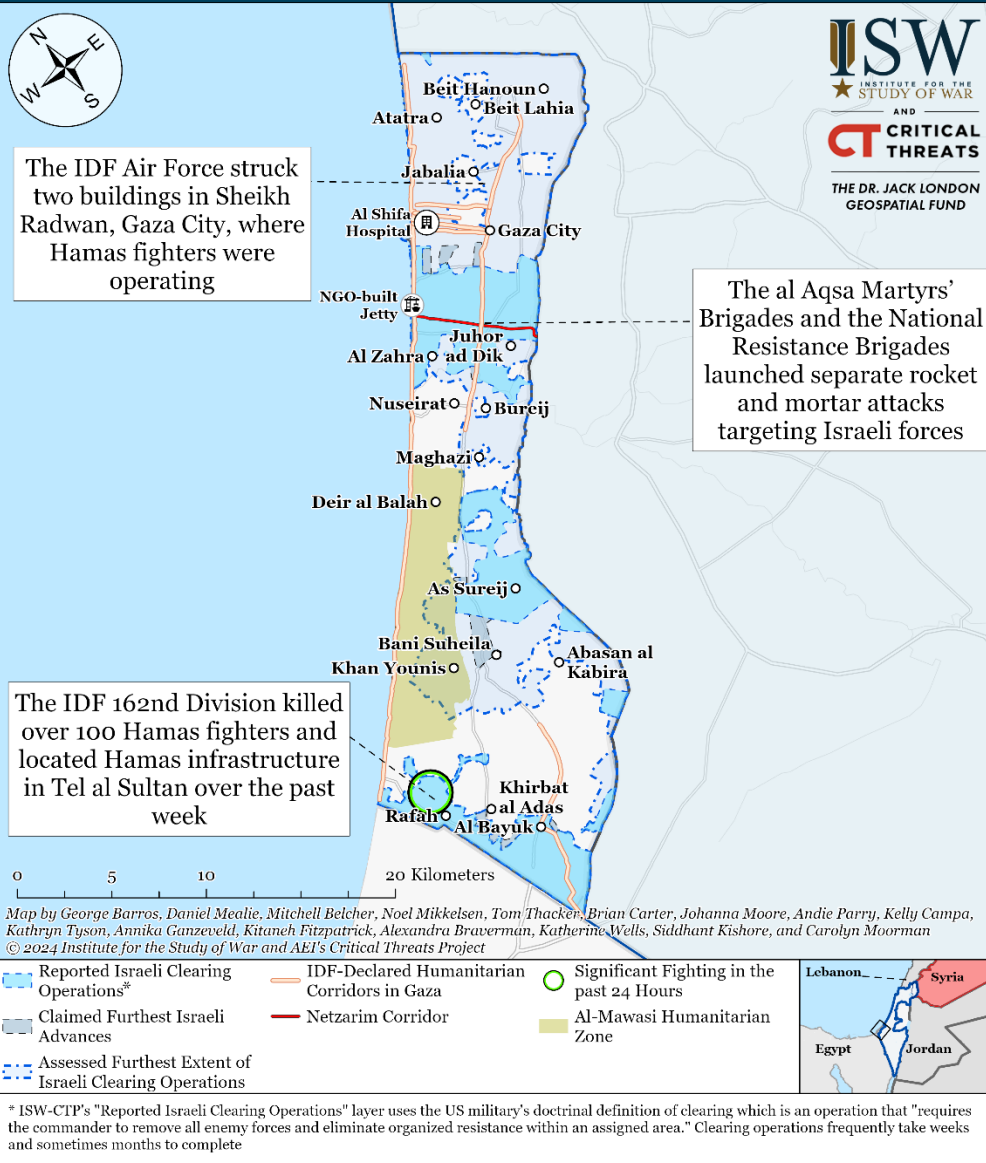 N
E
W
S
ISW
INSTITUTE FOR THE
STUDY OF WAR
AND
CT CRITICAL
THREATS
THE DR. JACK LONDON
GEOSPATIAL FUND
The IDF Air Force struck
two buildings in Sheikh
Radwan, Gaza City, where
Hamas fighters were
operating
Beit Hanoun
Beit Lahia
Atatra
Jabalia
Al Shifa
Hospital
Gaza City
NGO-built
Jetty
The al Aqsa Martyrs'
Brigades and the National
Resistance Brigades
launched separate rocket
and mortar attacks
targeting Israeli forces
Juhor
ad Dik
Al Zahra
Nuseirat
Bureij
Maghazi
Deir al Balah
As Sureij
Bani Suheila
Abasan al
Kabira
Khan Younis
The IDF 162nd Division killed
over 100 Hamas fighters and
located Hamas infrastructure
in Tel al Sultan over the past
week
Khirbat
al Adas
Rafah
Al Bayuk
0 5 10 20 Kilometers
Map by George Barros, Daniel Mealie, Mitchell Belcher, Noel Mikkelsen, Tom Thacker, Brian Carter, Johanna Moore, Andie Parry, Kelly Campa,
Kathryn Tyson, Annika Ganzeveld, Kitaneh Fitzpatrick, Alexandra Braverman, Katherine Wells, Siddhant Kishore, and Carolyn Moorman
© 2024 Institute for the Study of War and AEI's Critical Threats Project
Reported Israeli Clearing
Operations*
Claimed Furthest Israeli
Advances
Assessed Furthest Extent of
Israeli Clearing Operations
IDF-Declared Humanitarian
Corridors in Gaza
Netzarim Corridor
Significant Fighting in the
past 24 Hours
Al-Mawasi Humanitarian
Zone
Lebanon
Syria
Egypt
Jordan
* ISW-CTP's "Reported Israeli Clearing Operations" layer uses the US military's doctrinal definition of clearing which is an operation that "requires
the commander to remove all enemy forces and eliminate organized resistance within an assigned area." Clearing operations frequently take weeks
and sometimes months to complete